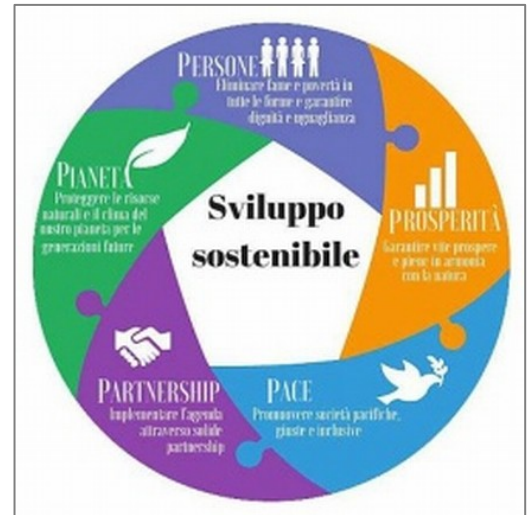 PERSONE
Eliminare fame e povertà in
tutte le forme e garantire
dignità e uguaglianza
PIANETA
Proteggere le risorse
naturali e il clima del
nostro pianeta per le
generazioni future
Sviluppo
sostenibile
PROSPERITÀ
Garantire vite prospere
e piene in armonia
con la natura
PARTNERSHIP
Implementare l'agenda
attraverso solide
partnership
PACE
Promuovere società pacifiche,
giuste e inclusive